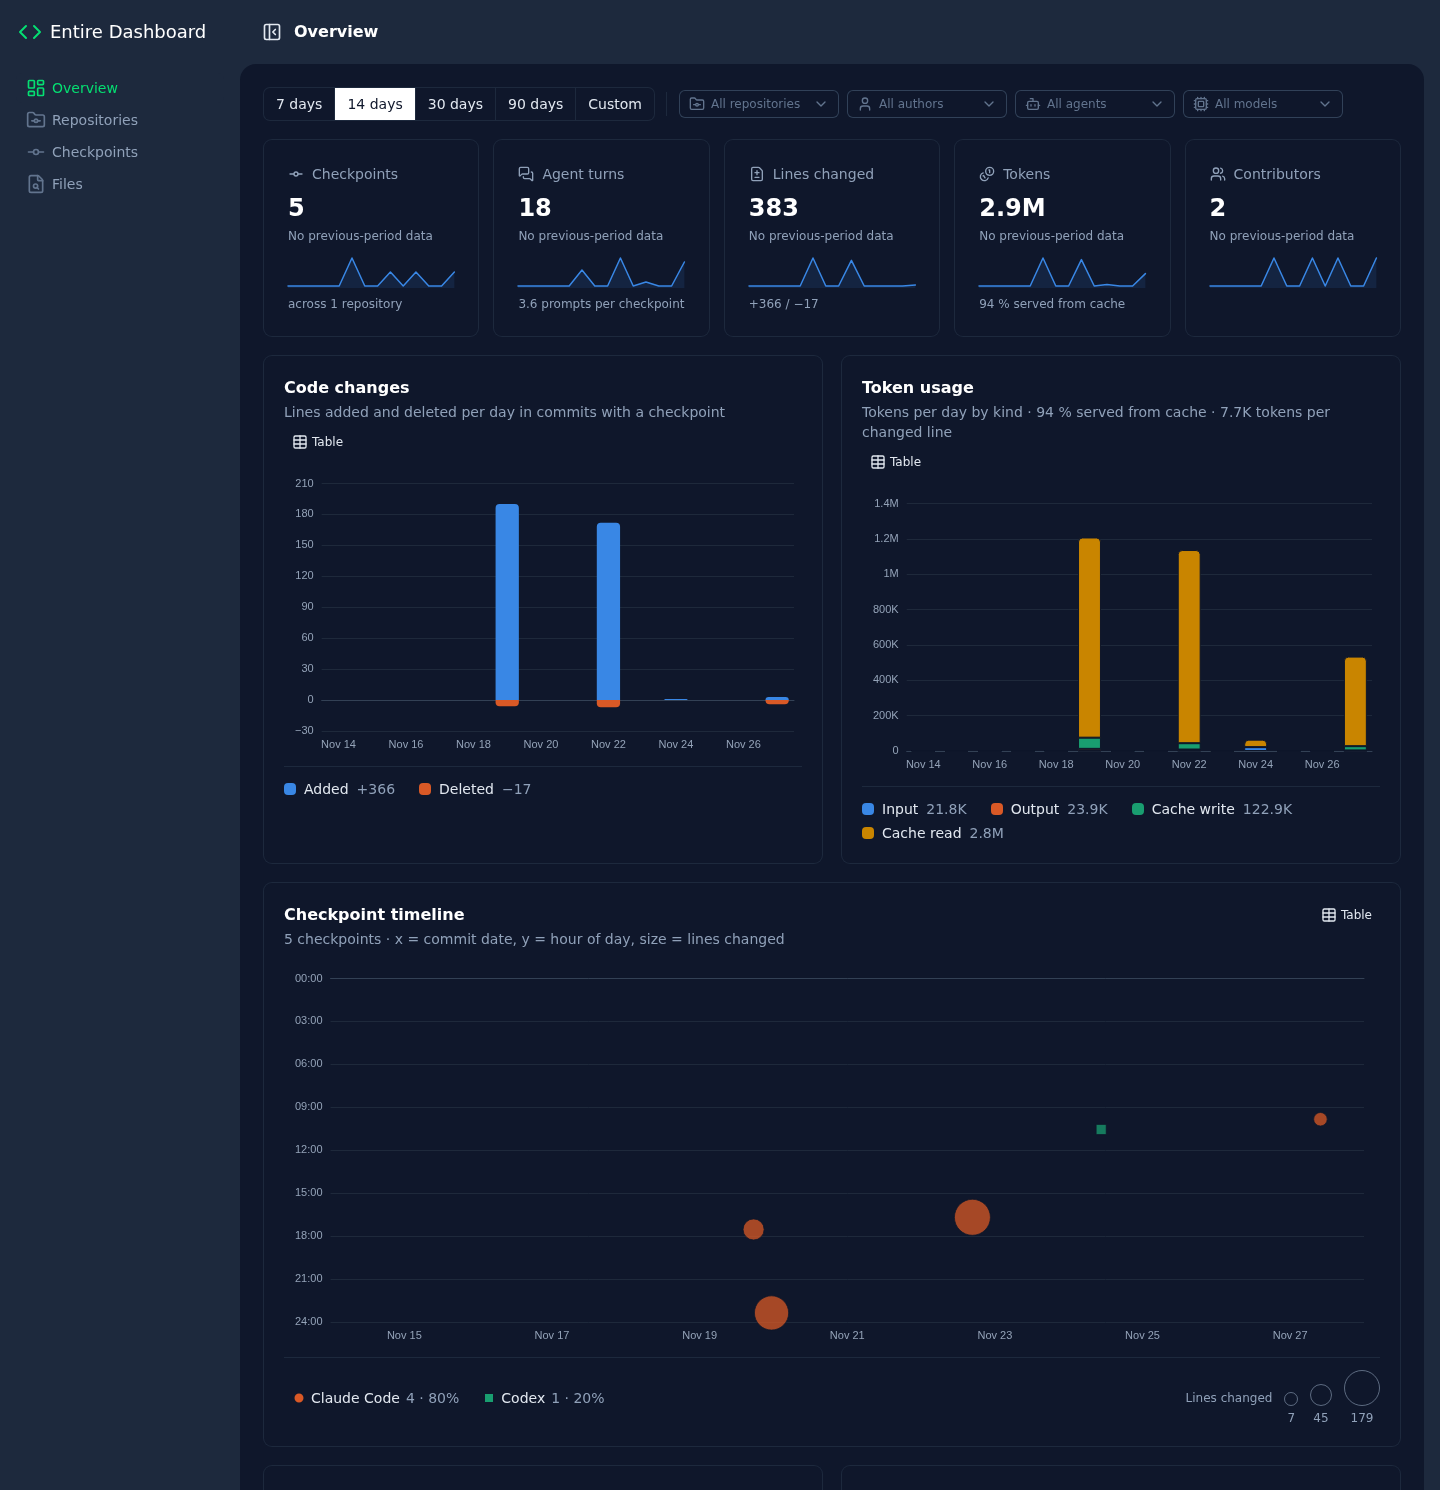 Entire Dashboard
Overview
Overview
Repositories
Checkpoints
Files
7 days 14 days 30 days 90 days Custom All repositories All authors All agents All models
Checkpoints
5
No previous-period data
across 1 repository
Agent turns
18
No previous-period data
3.6 prompts per checkpoint
Lines changed
383
No previous-period data
+366 / −17
Tokens
2.9M
No previous-period data
94 % served from cache
Contributors
2
No previous-period data
Code changes
Lines added and deleted per day in commits with a checkpoint
Table
210
180
150
120
90
60
30
0
−30
Nov 14 Nov 16 Nov 18 Nov 20 Nov 22 Nov 24 Nov 26
Added +366 Deleted −17
Token usage
Tokens per day by kind · 94 % served from cache · 7.7K tokens per
changed line
Table
1.4M
1.2M
1M
800K
600K
400K
200K
0
Nov 14 Nov 16 Nov 18 Nov 20 Nov 22 Nov 24 Nov 26
Input 21.8K Output 23.9K Cache write 122.9K
Cache read 2.8M
Checkpoint timeline
Table
5 checkpoints · x = commit date, y = hour of day, size = lines changed
00:00
03:00
06:00
09:00
12:00
15:00
18:00
21:00
24:00
Nov 15 Nov 17 Nov 19 Nov 21 Nov 23 Nov 25 Nov 27
Claude Code 4 · 80% Codex 1 · 20%
Lines changed
7 45 179